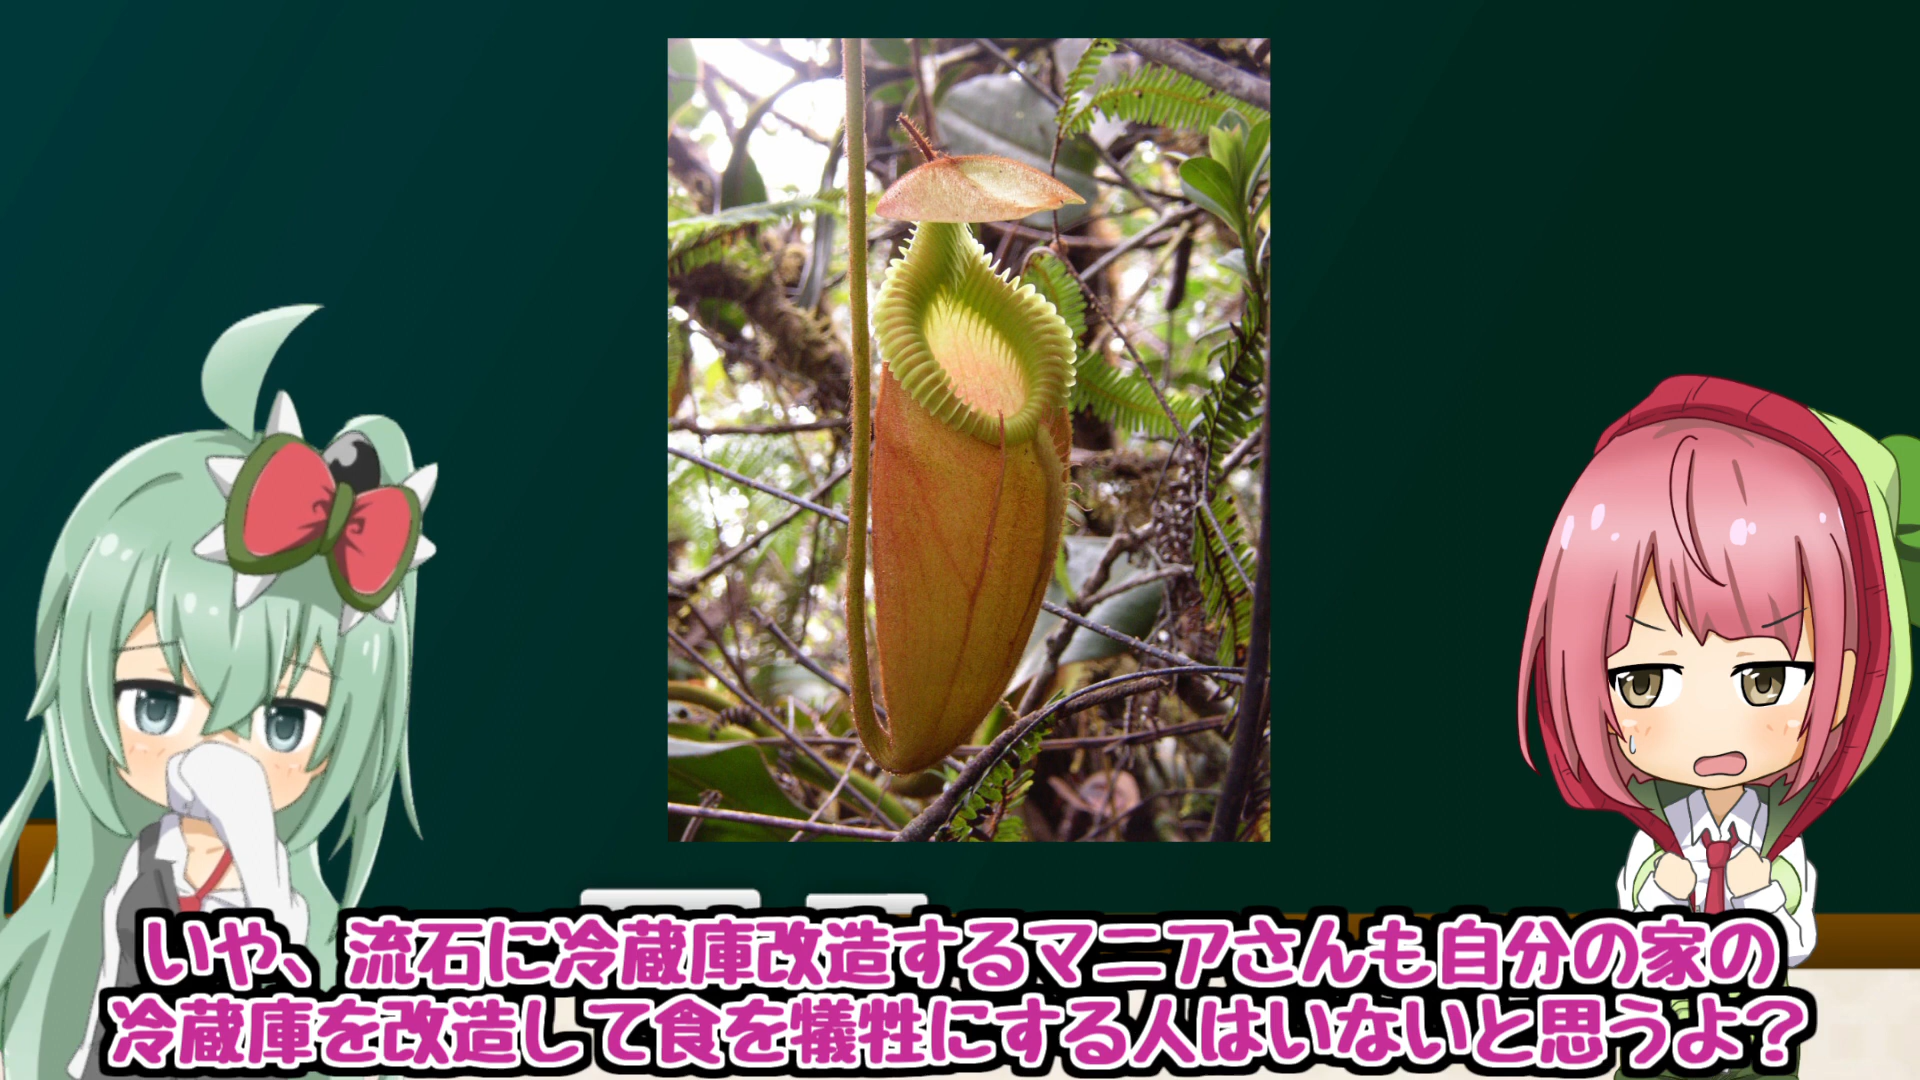 いや、流石に冷蔵庫改造するマニアさんも自分の家の
冷蔵庫を改造して食を犠牲にする人はいないと思うよ？